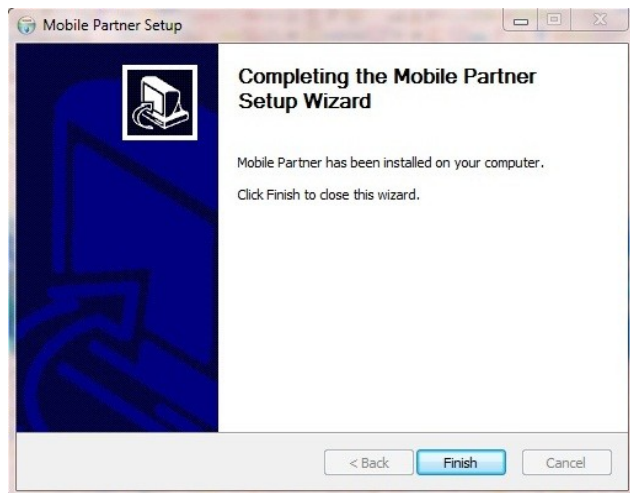 Mobile Partner Setup
Completing the Mobile Partner
Setup Wizard
Mobile Partner has been installed on your computer.
Click Finish to close this wizard.
< Back Finish Cancel